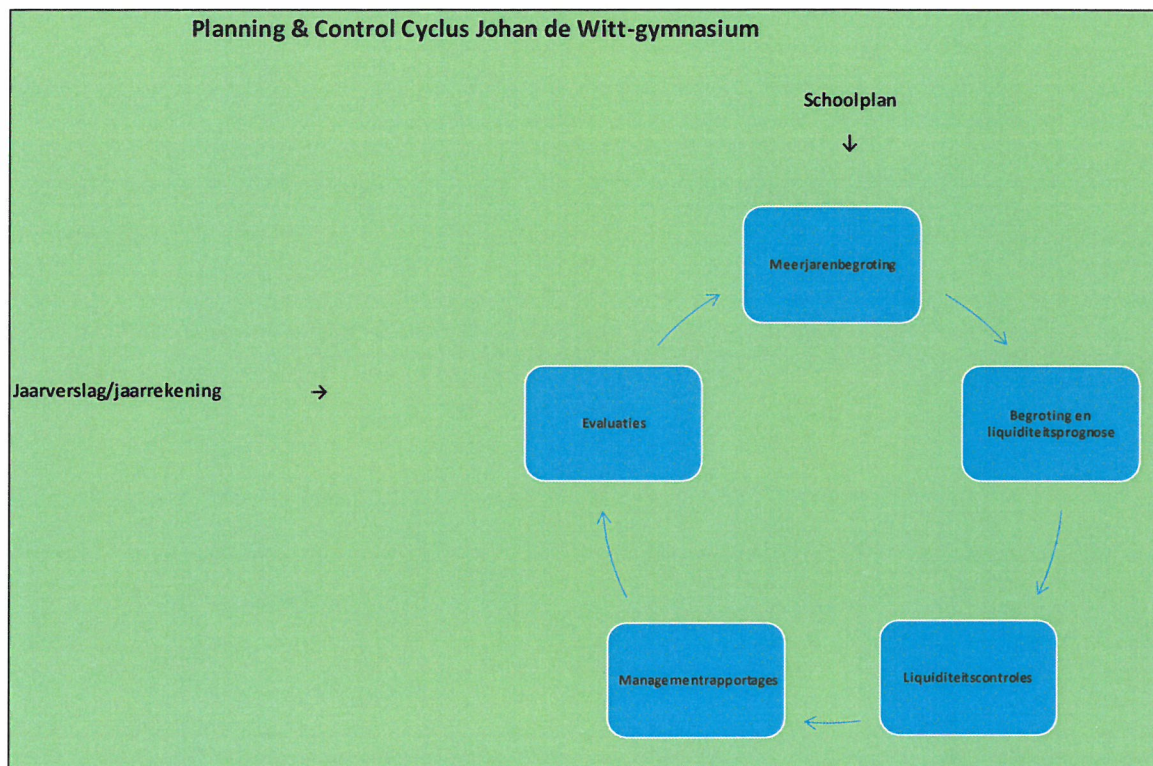 Planning & Control Cyclus Johan de Witt-gymnasium
Schoolplan
↓
Meerjarenbegroting
Jaarverslag/jaarrekening →
Evaluaties
Begroting en
liquiditeitsprognose
Managementrapportages
Liquiditeitscontroles